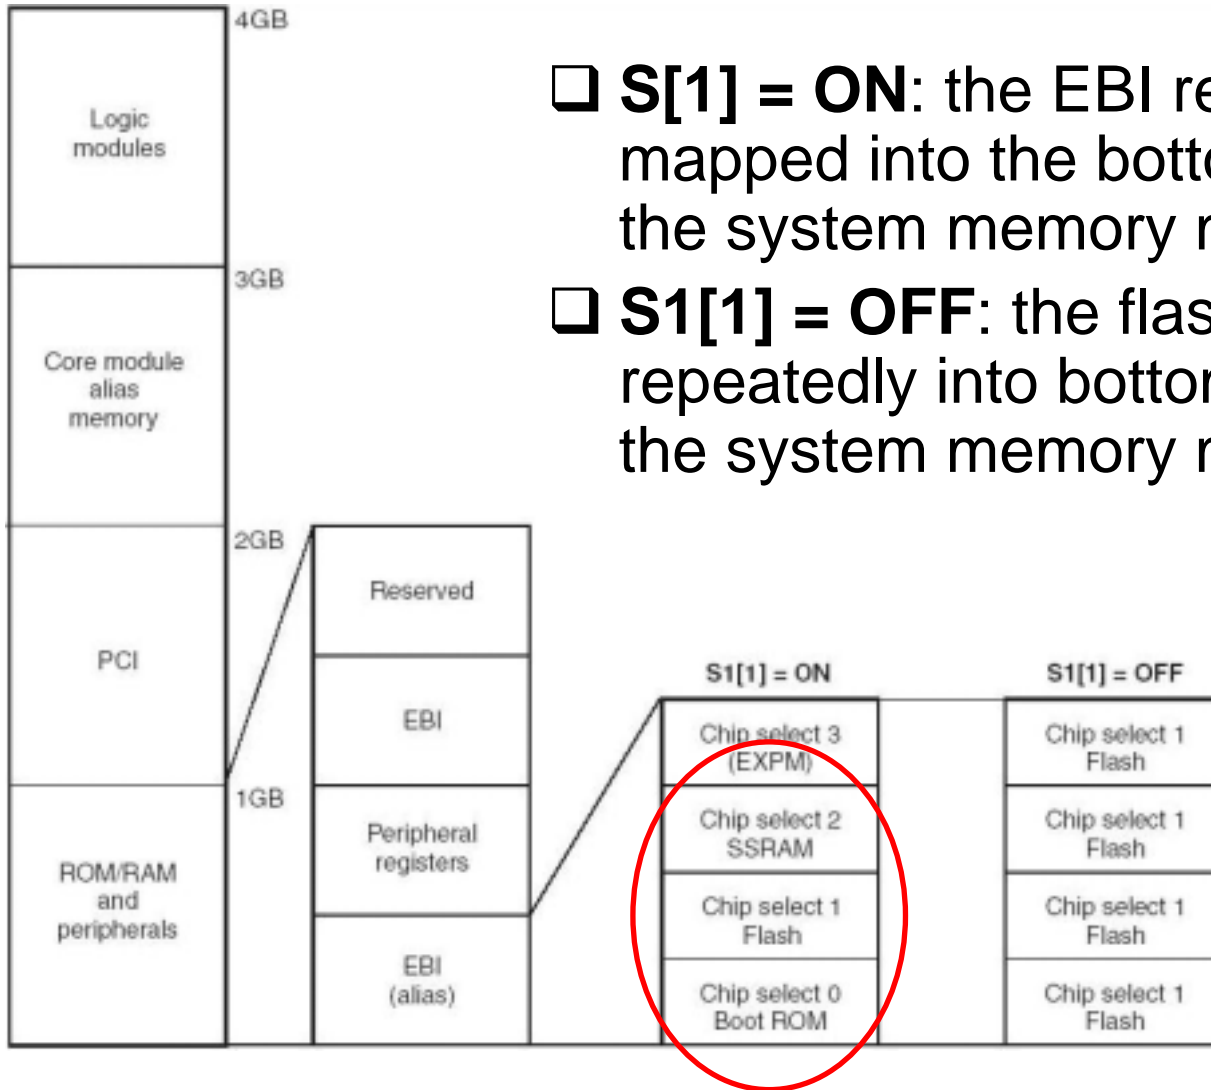 4GB
Logic
modules
3GB
Core module
alias
memory
2GB
PCI
1GB
ROM/RAM
and
peripherals
S[1] = ON: the EBI
mapped into the
the system memory
S1[1] = OFF: the
repeatedly into
the system memory
Reserved
EBI
Peripheral
registers
EBI
(alias)
S1[1] = ON
Chip select 3
(EXPM)
Chip select 2
SSRAM
Chip select 1
Flash
Chip select 0
Boot ROM
S1[1] = OFF
Chip select 1
Flash
Chip select 1
Flash
Chip select 1
Flash
Chip select 1
Flash